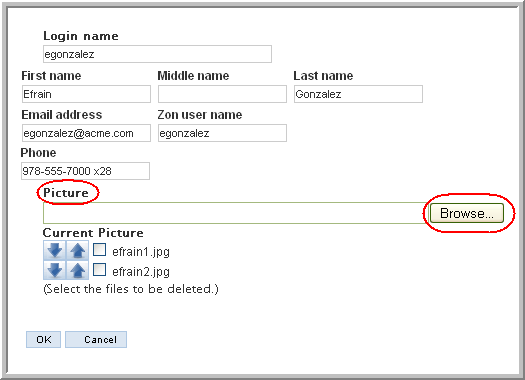 Login name
egonzalez
First name Middle name Last name
Efrain Gonzalez
Email address Zon user name
egonzalez@acme.com egonzalez
Phone
978-555-7000 x28
Picture
Browse...
Current Picture
efrain1.jpg
efrain2.jpg
(Select the files to be deleted.)
OK Cancel